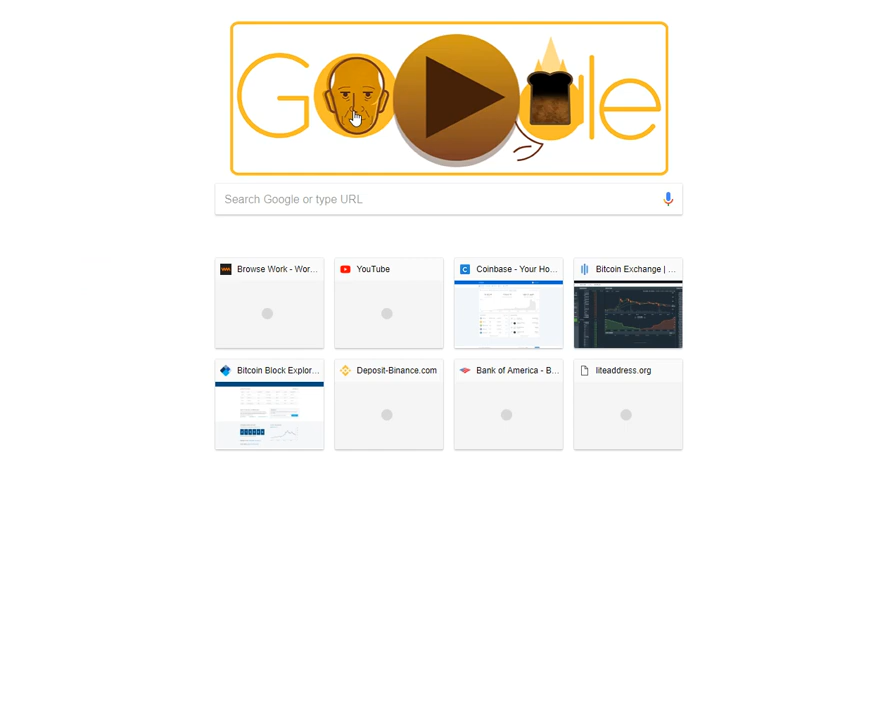 Google
Search Google or type URL
Browse Work - Wor...
YouTube
Coinbase - Your Ho...
Bitcoin Exchange | ...
Bitcoin Block Explor...
Deposit-Binance.com
Bank of America - B...
liteaddress.org